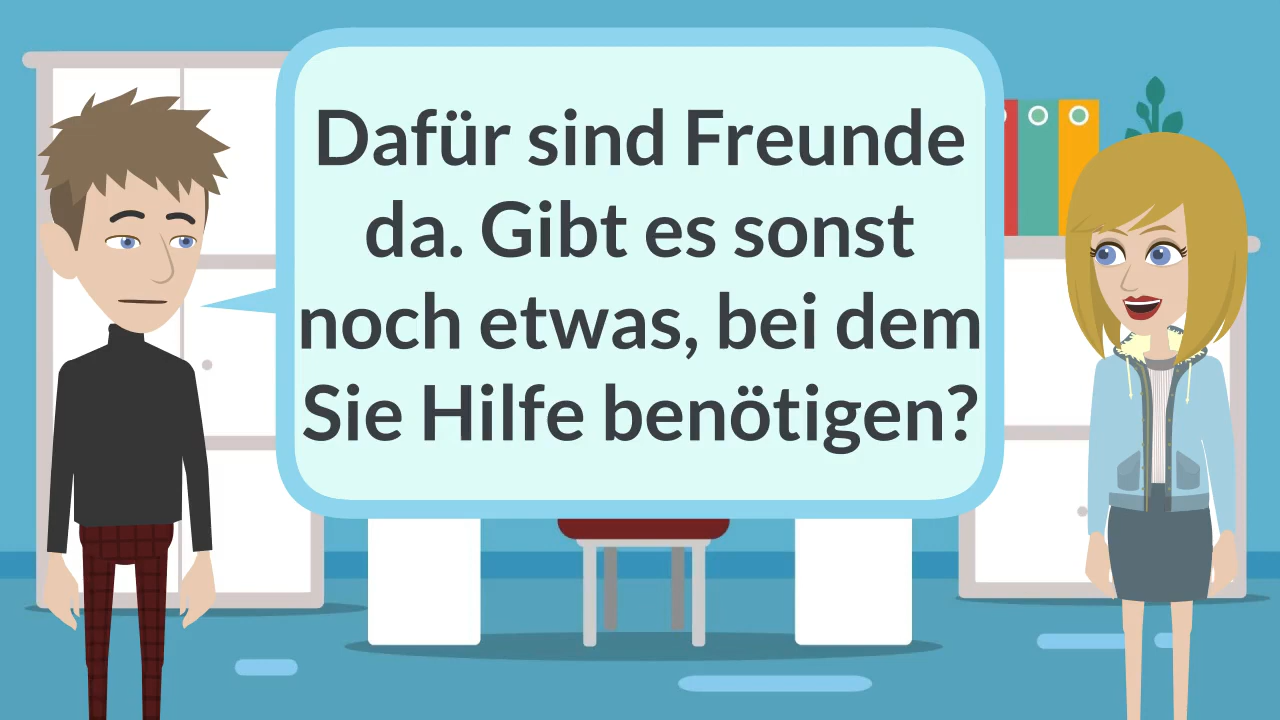 Dafür sind Freunde
da. Gibt es sonst
noch etwas, bei dem
Sie Hilfe benötigen?